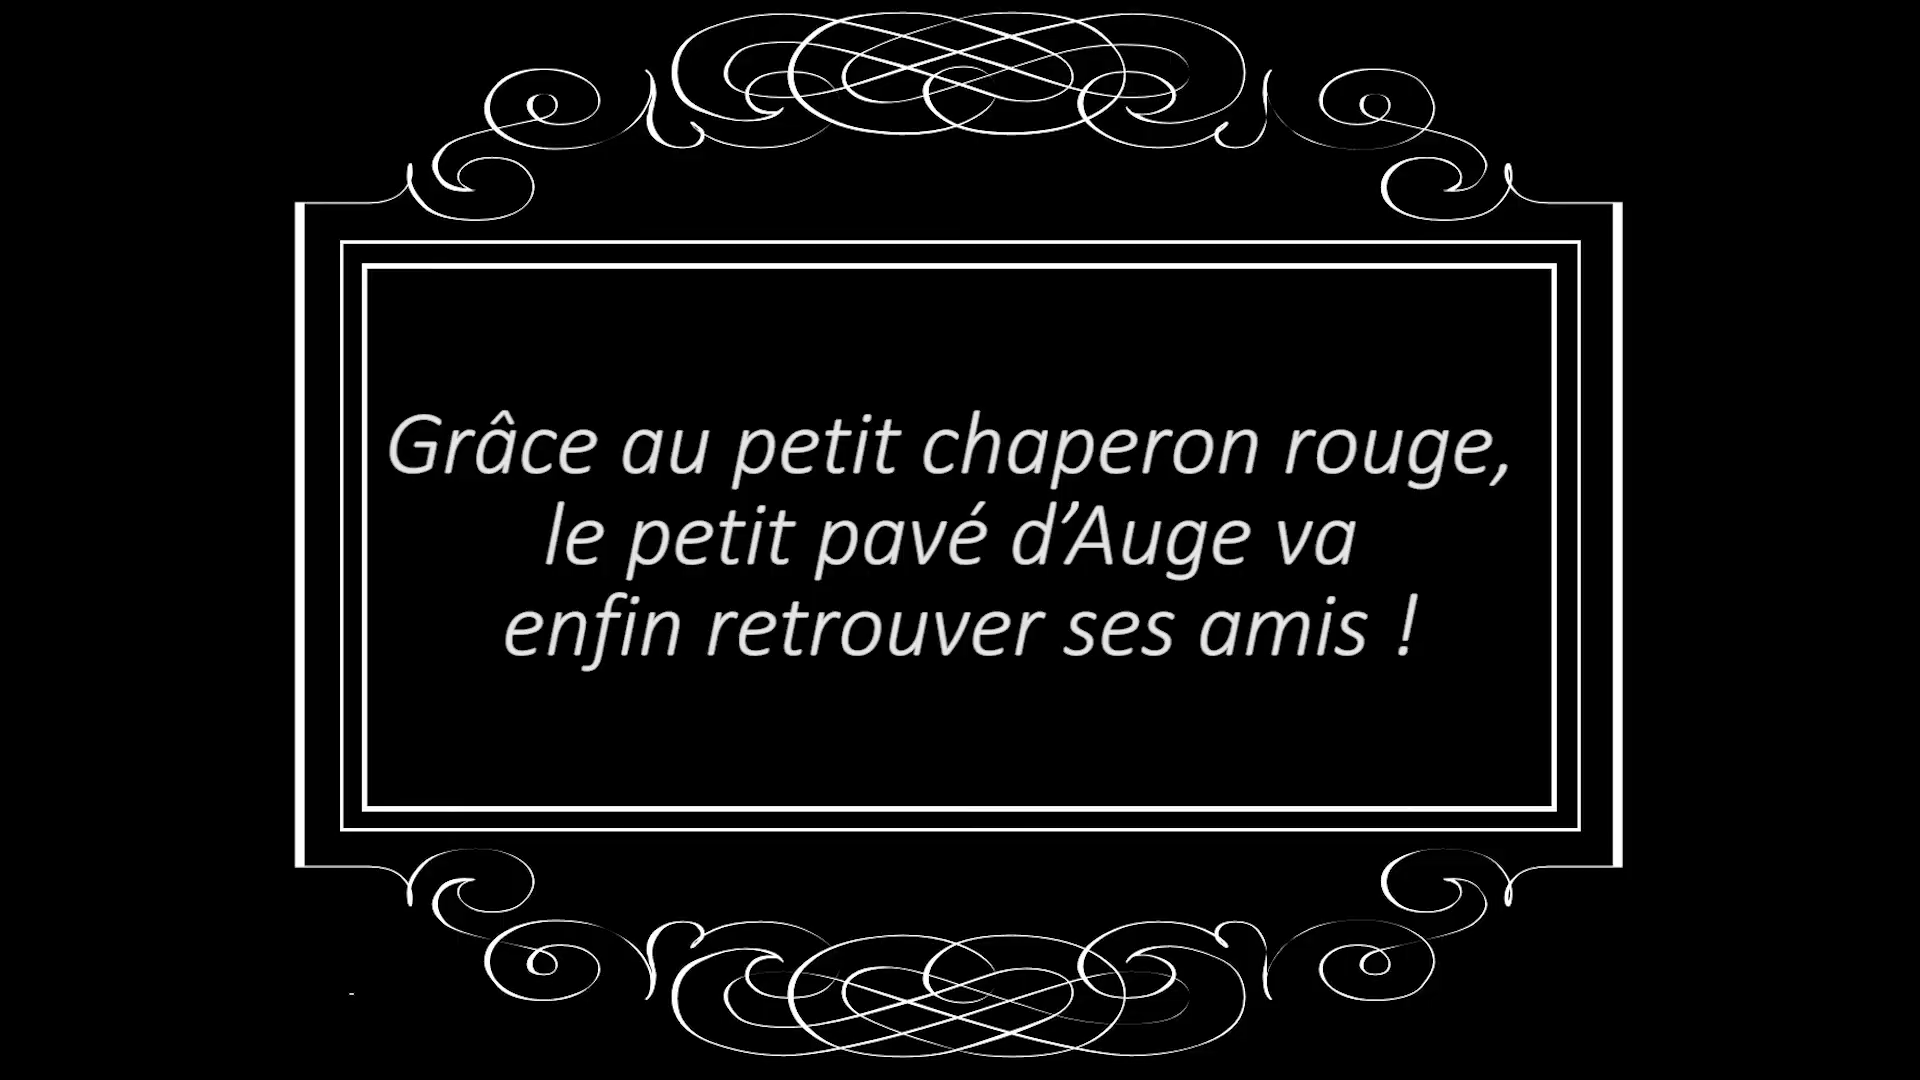 Grâce au petit chaperon rouge,
le petit pavé d’Auge va
enfin retrouver ses amis !